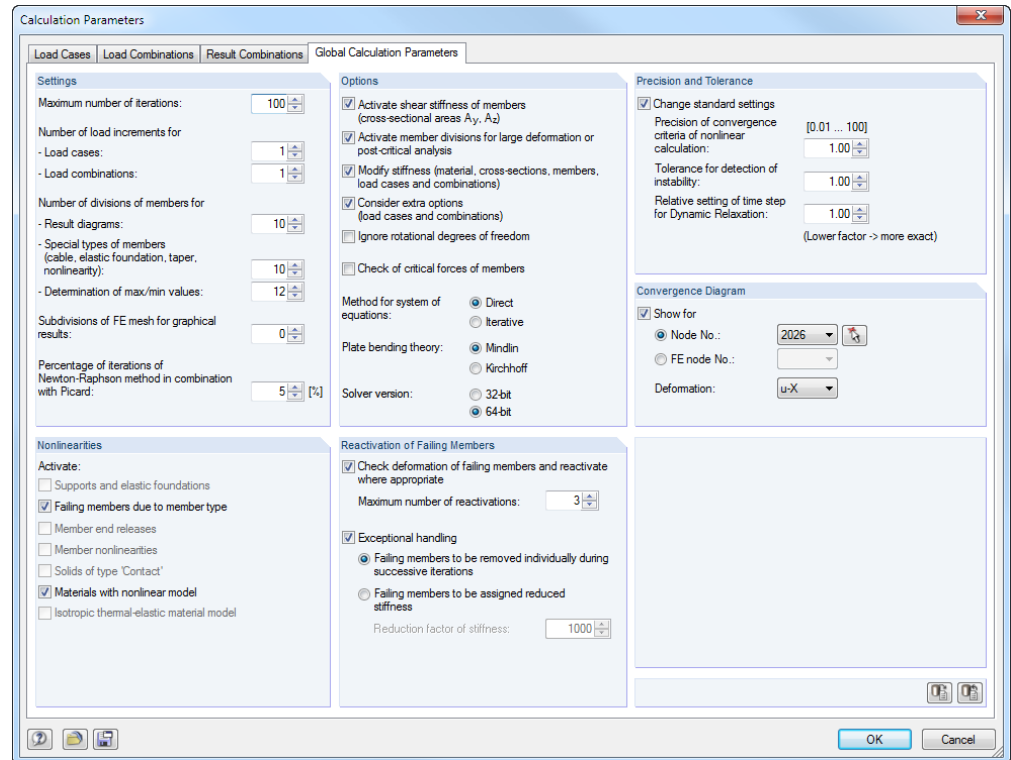 Calculation Parameters
Load Cases
Load Combinations
Result Combinations
Global Calculation Parameters
Settings
Maximum number of iterations:
100
Number of load increments for
- Load cases:
1
- Load combinations:
1
Number of divisions of members for
- Result diagrams:
10
- Special types of members
(cable, elastic foundation, taper,
nonlinearity):
10
- Determination of max/min values:
12
Subdivisions of FE mesh for graphical
results:
0
Percentage of iterations of
Newton-Raphson method in combination
with Picard:
5
[%]
Options
Activate shear stiffness of members
(cross-sectional areas Ay, Az)
Activate member divisions for large deformation or
post-critical analysis
Modify stiffness (material, cross-sections, members,
load cases and combinations)
Consider extra options
(load cases and combinations)
Ignore rotational degrees of freedom
Check of critical forces of members
Method for system of
equations:
Direct
Iterative
Plate bending theory:
Mindlin
Kirchhoff
Solver version:
32-bit
64-bit
Precision and Tolerance
Change standard settings
Precision of convergence
criteria of nonlinear
calculation:
[0.01 ... 100]
1.00
Tolerance for detection of
instability:
1.00
Relative setting of time step
for Dynamic Relaxation:
1.00
(Lower factor -> more exact)
Convergence Diagram
Show for
Node No.:
2026
FE node No.:
Deformation:
u-X
Nonlinearities
Activate:
Supports and elastic foundations
Failing members due to member type
Member end releases
Member nonlinearities
Solids of type 'Contact'
Materials with nonlinear model
Isotropic thermal-elastic material model
Reactivation of Failing Members
Check deformation of failing members and reactivate
where appropriate
Maximum number of reactivations:
3
Exceptional handling
Failing members to be removed individually during
successive iterations
Failing members to be assigned reduced
stiffness
Reduction factor of stiffness:
1000
OK
Cancel